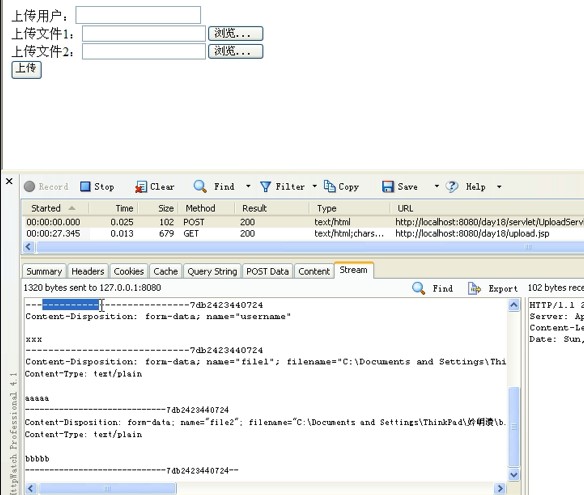 上传用户：
上传文件1： 浏览...
上传文件2： 浏览...
上传
Record Stop Clear Find Filter Copy Save Help
Started Time Size Method Result Type URL
00:00:00.000 0.025 102 POST 200 text/html http://localhost:8080/day18/servlet/UploadServl
00:00:27.345 0.013 679 GET 200 text/html;chars... http://localhost:8080/day18/upload.jsp
Summary Headers Cookies Cache Query String POST Data Content Stream
1320 bytes sent to 127.0.0.1:8080 Find Export 102 bytes rece
-----------------------------7db2423440724
Content-Disposition: form-data; name="username"
xxx
-----------------------------7db2423440724
Content-Disposition: form-data; name="file1"; filename="C:\Documents and Settings\Thi
Content-Type: text/plain
aaaaa
-----------------------------7db2423440724
Content-Disposition: form-data; name="file2"; filename="C:\Documents and Settings\ThinkPad\
Content-Type: text/plain
bbbbb
-----------------------------7db2423440724--
HTTP/1.1 2
Server: Ap
Content-Le
Date: Sun,
HttpWatch Professional 4.1